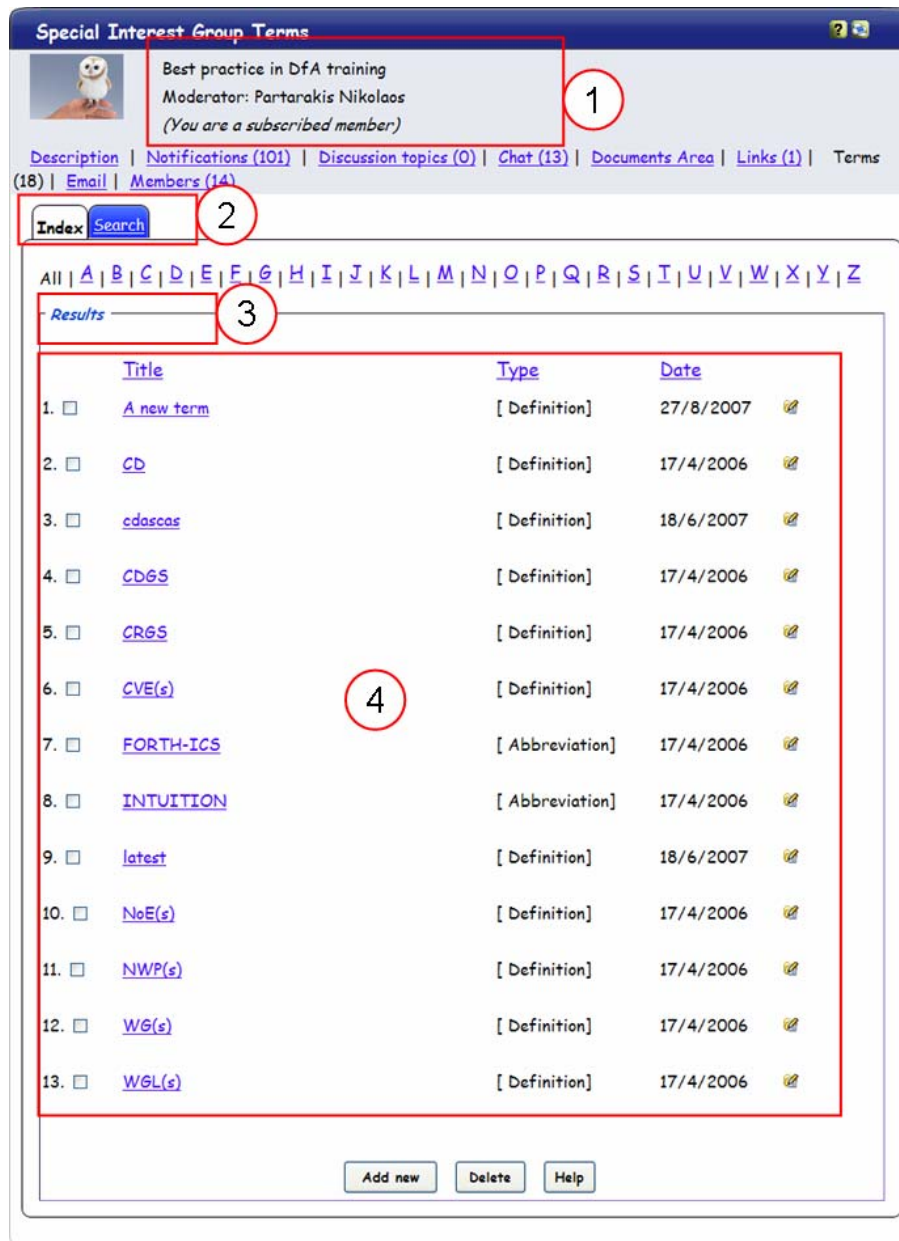 Special Interest Group Terms
Best practice in DfA training
Moderator: Partarakis Nikolaos
(You are a subscribed member)
1
Description | Notifications (101) | Discussion topics (0) | Chat (13) | Documents Area | Links (1) | Terms
(18) | Email | Members (14)
Index Search
2
All | A | B | C | D | E | F | G | H | I | J | K | L | M | N | O | P | Q | R | S | T | U | V | W | X | Y | Z
Results
3
Title Type Date
1. A new term [ Definition] 27/8/2007
2. CD [ Definition] 17/4/2006
3. cdascas [ Definition] 18/6/2007
4. CDGS [ Definition] 17/4/2006
5. CRGS [ Definition] 17/4/2006
6. CVE(s) [ Definition] 17/4/2006
4
7. FORTH-ICS [ Abbreviation] 17/4/2006
8. INTUITION [ Abbreviation] 17/4/2006
9. latest [ Definition] 18/6/2007
10. NoE(s) [ Definition] 17/4/2006
11. NWP(s) [ Definition] 17/4/2006
12. WG(s) [ Definition] 17/4/2006
13. WGL(s) [ Definition] 17/4/2006
Add new Delete Help